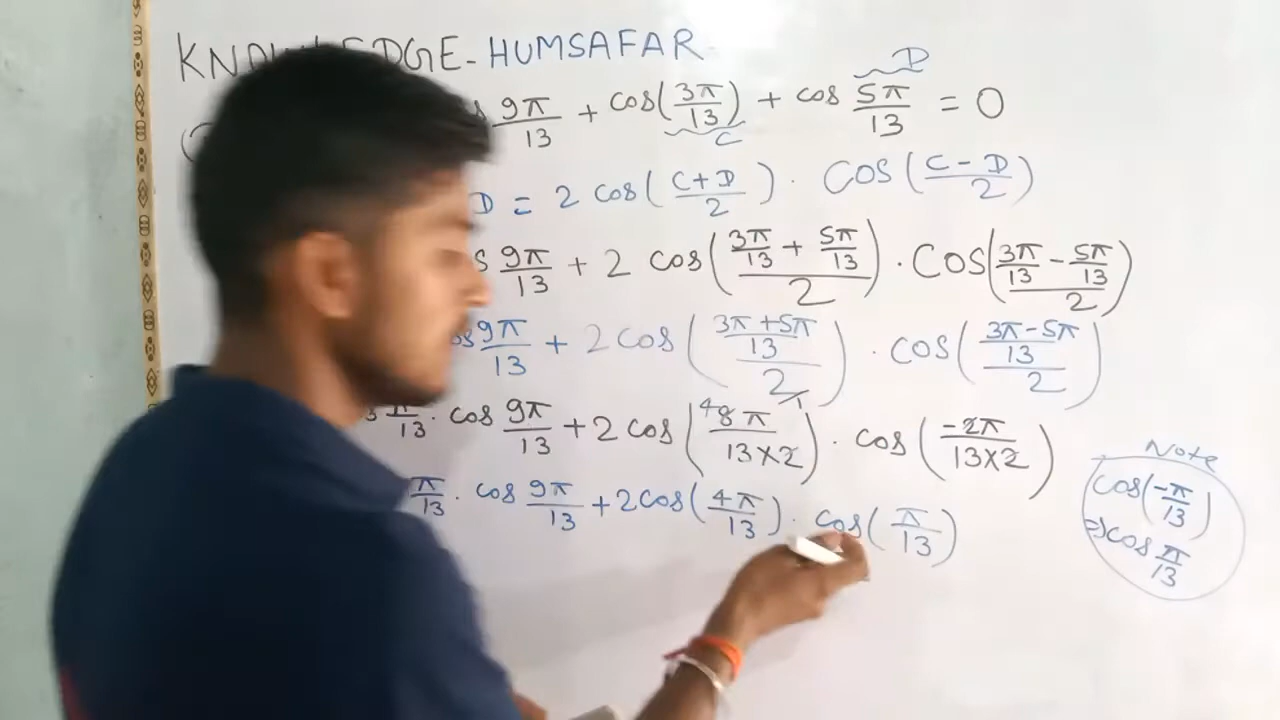 HUMSAFAR
9π/13 + cos(3π/13) + cos 5π/13 = 0
C D
D = 2 cos(C+D/2) . cos(C-D/2)
9π/13 + 2 cos((3π/13 + 5π/13)/2) . cos((3π/13 - 5π/13)/2)
9π/13 + 2 cos((3π+5π/13)/2) . cos((3π-5π/13)/2)
π/13 . cos 9π/13 + 2 cos(8π/13×2) . cos(-2π/13×2)
π/13 . cos 9π/13 + 2 cos(4π/13) . cos(π/13)
Note
cos(-π/13)
⇒ cos π/13